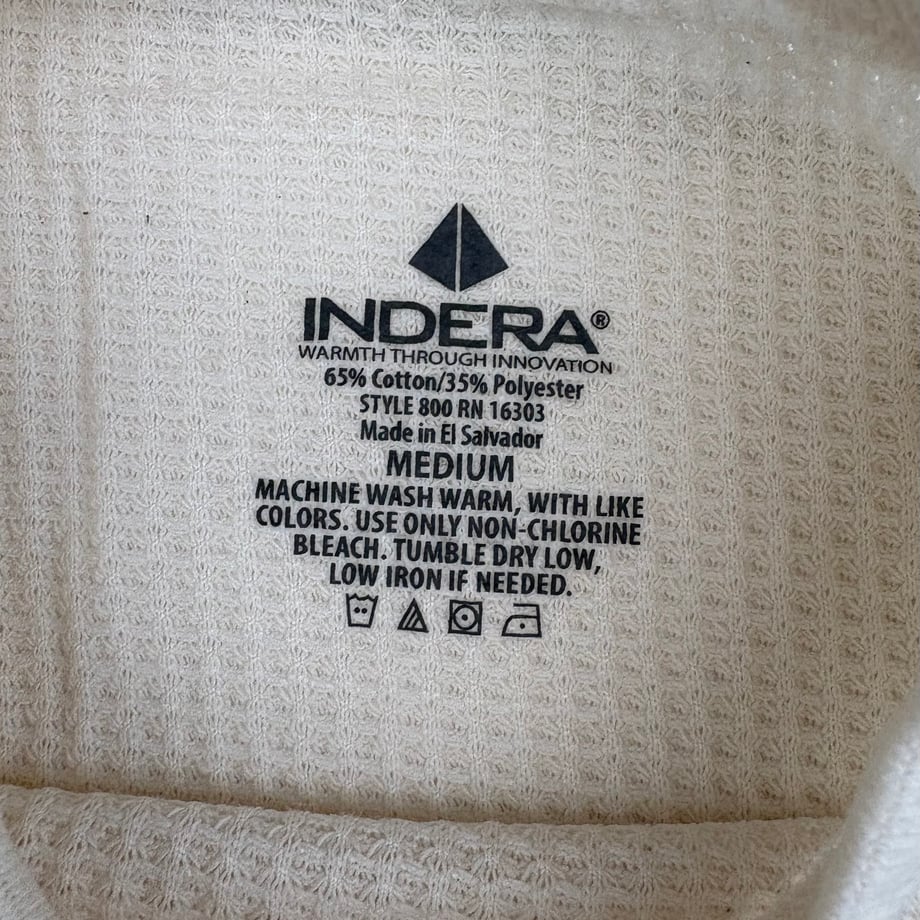 INDERA®
WARMTH THROUGH INNOVATION
65% Cotton/35% Polyester
STYLE 800 RN 16303
Made in El Salvador
MEDIUM
MACHINE WASH WARM, WITH LIKE
COLORS. USE ONLY NON-CHLORINE
BLEACH. TUMBLE DRY LOW,
LOW IRON IF NEEDED.